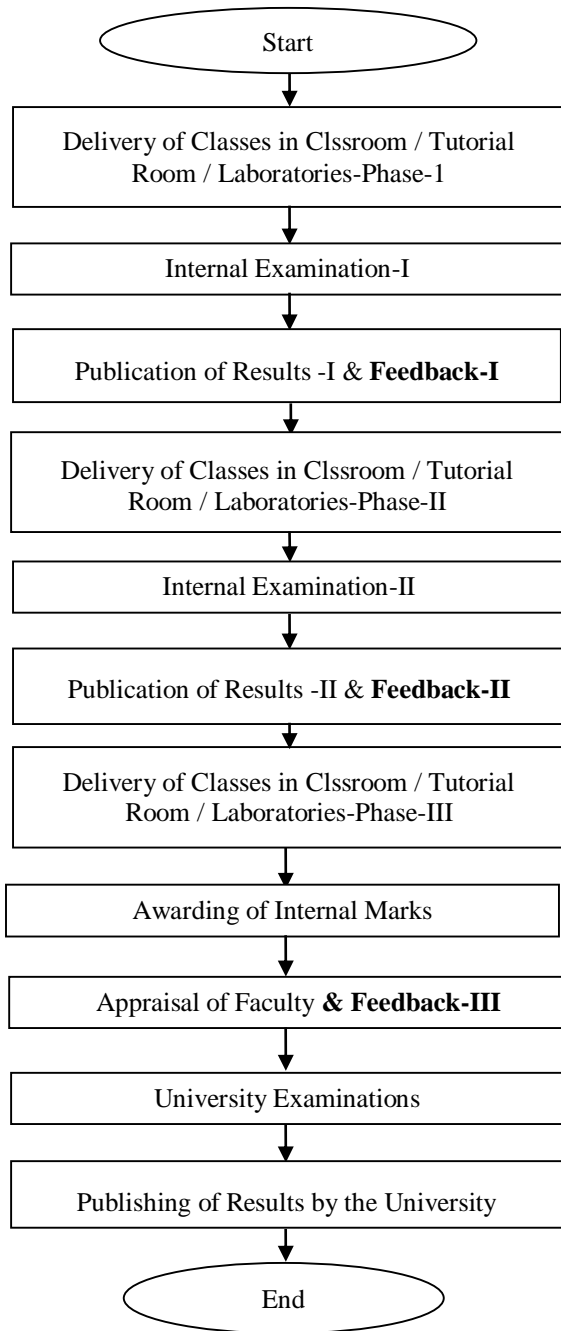 Start
Delivery of Classes in Clssroom / Tutorial
Room / Laboratories-Phase-1
Internal Examination-I
Publication of Results -I & Feedback-I
Delivery of Classes in Clssroom / Tutorial
Room / Laboratories-Phase-II
Internal Examination-II
Publication of Results -II & Feedback-II
Delivery of Classes in Clssroom / Tutorial
Room / Laboratories-Phase-III
Awarding of Internal Marks
Appraisal of Faculty & Feedback-III
University Examinations
Publishing of Results by the University
End